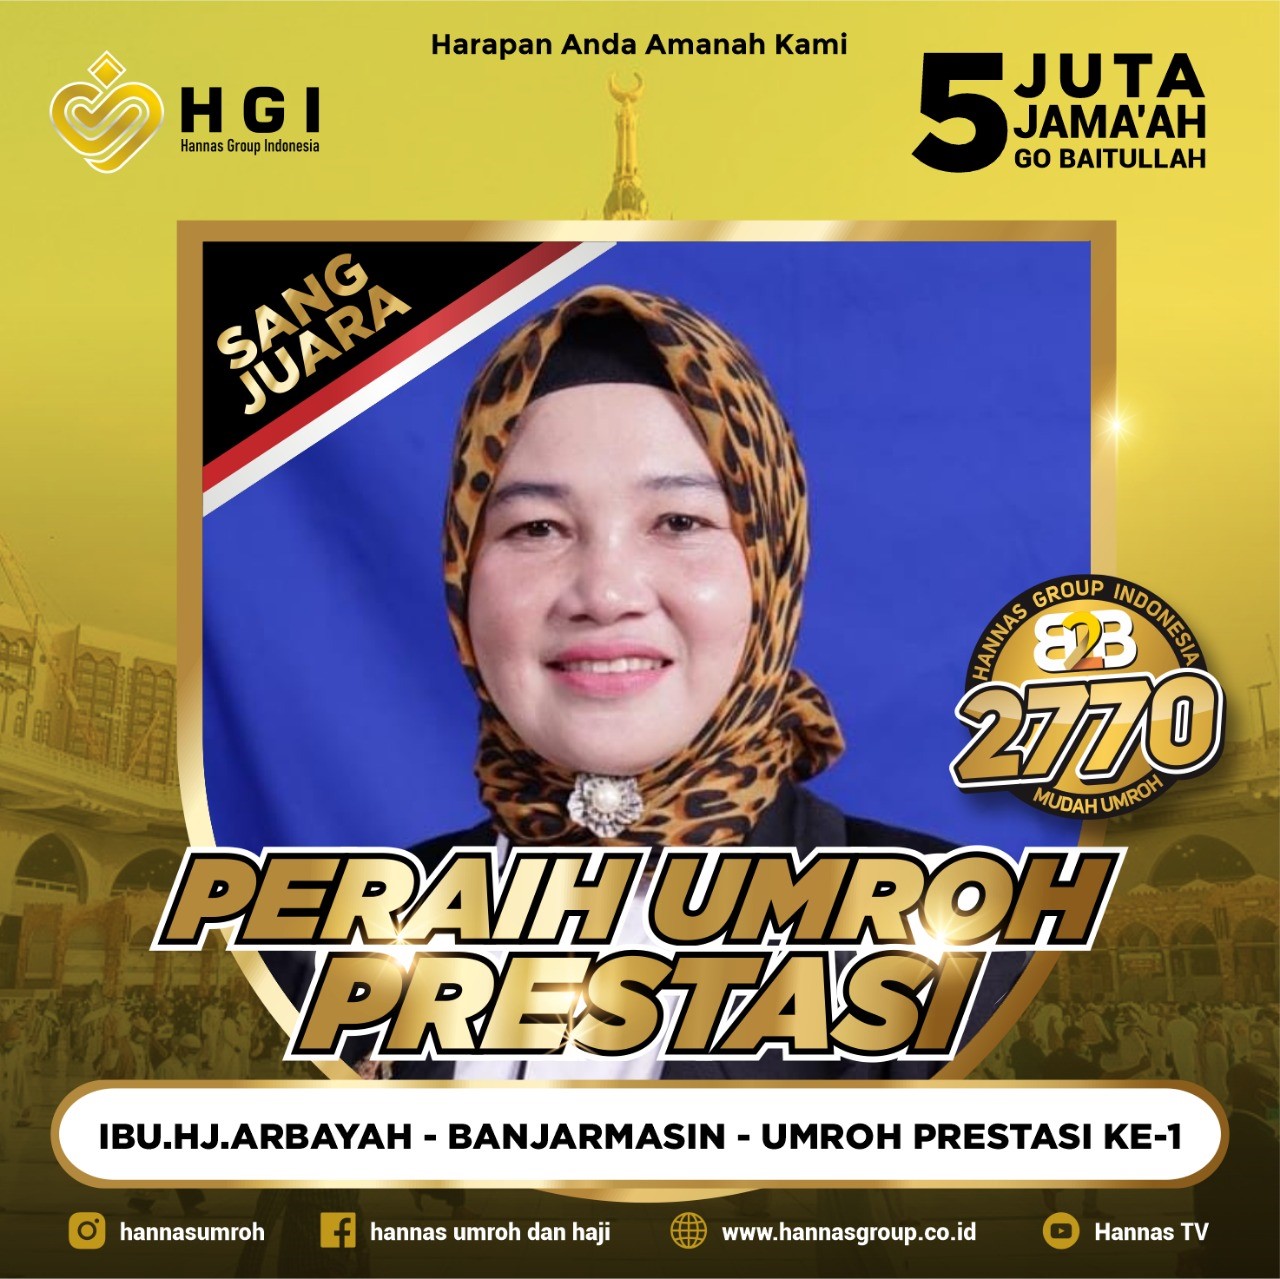 Harapan Anda Amanah Kami
HGI
Hannas Group Indonesia
5 JUTA
JAMA'AH
GO BAITULLAH
SANG
JUARA
HANNAS GROUP INDONESIA
B2B
2770
MUDAH UMROH
PERAIH UMROH
PRESTASI
IBU.HJ.ARBAYAH - BANJARMASIN - UMROH PRESTASI KE-1
hannasumroh
hannas umroh dan haji
www.hannasgroup.co.id
Hannas TV